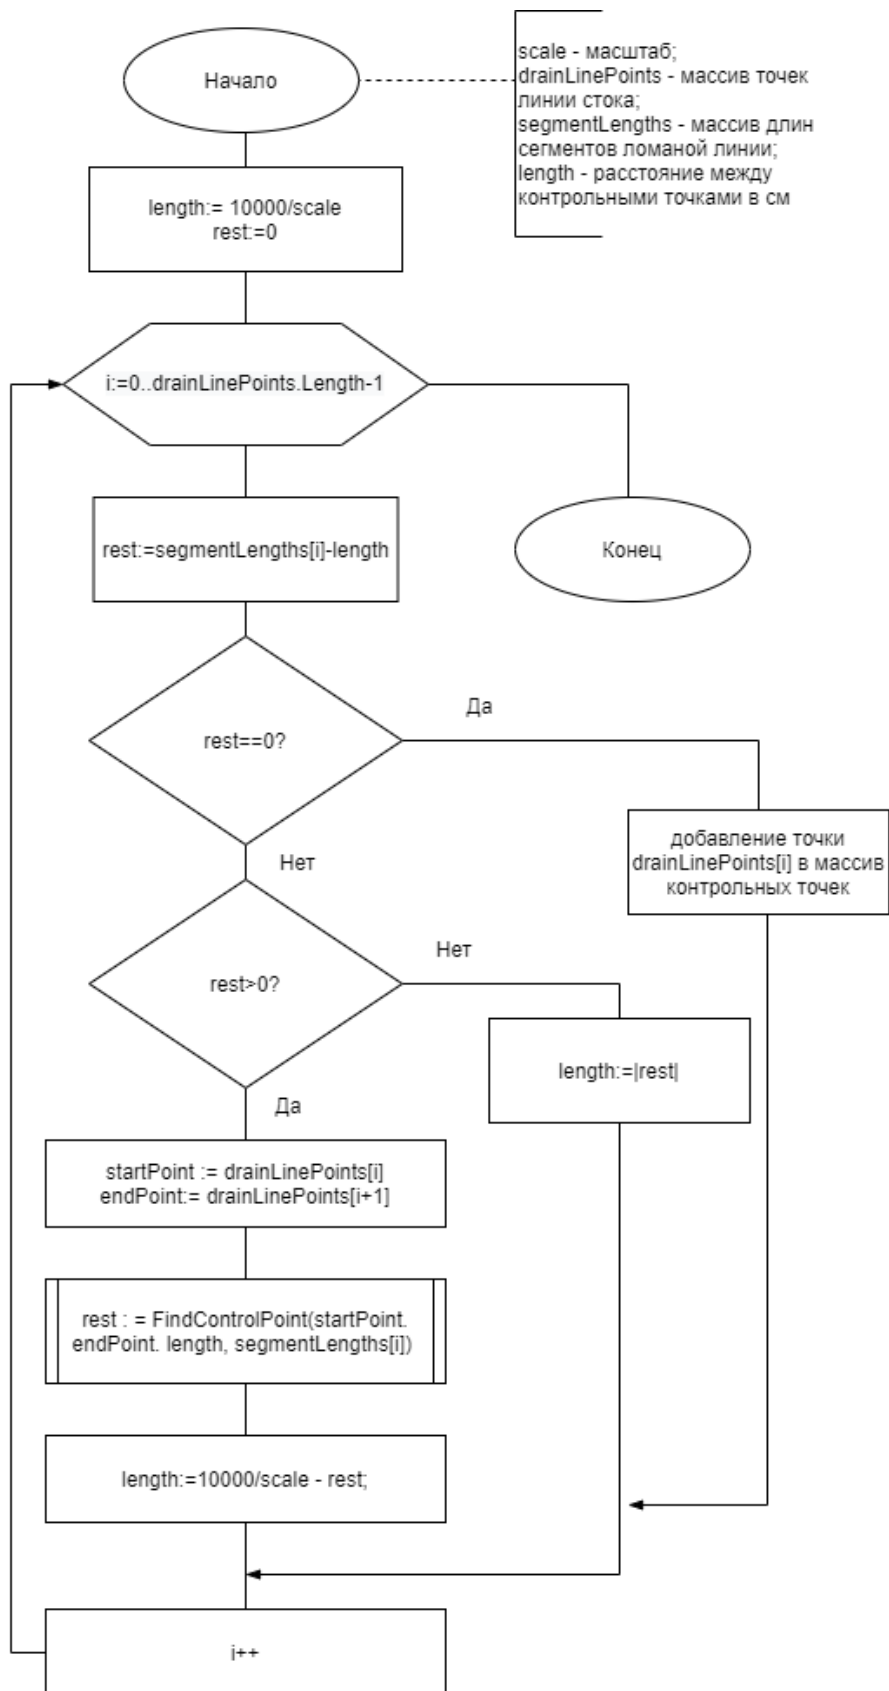 Начало
scale - масштаб;
drainLinePoints - массив точек
линии стока;
segmentLengths - массив длин
сегментов ломаной линии;
length - расстояние между
контрольными точками в см
length:= 10000/scale
rest:=0
i:=0..drainLinePoints.Length-1
rest:=segmentLengths[i]-length
Конец
rest==0?
Да
Нет
добавление точки
drainLinePoints[i] в массив
контрольных точек
rest>0?
Нет
length:=|rest|
Да
startPoint := drainLinePoints[i]
endPoint:= drainLinePoints[i+1]
rest : = FindControlPoint(startPoint.
endPoint. length, segmentLengths[i])
length:=10000/scale - rest;
i++